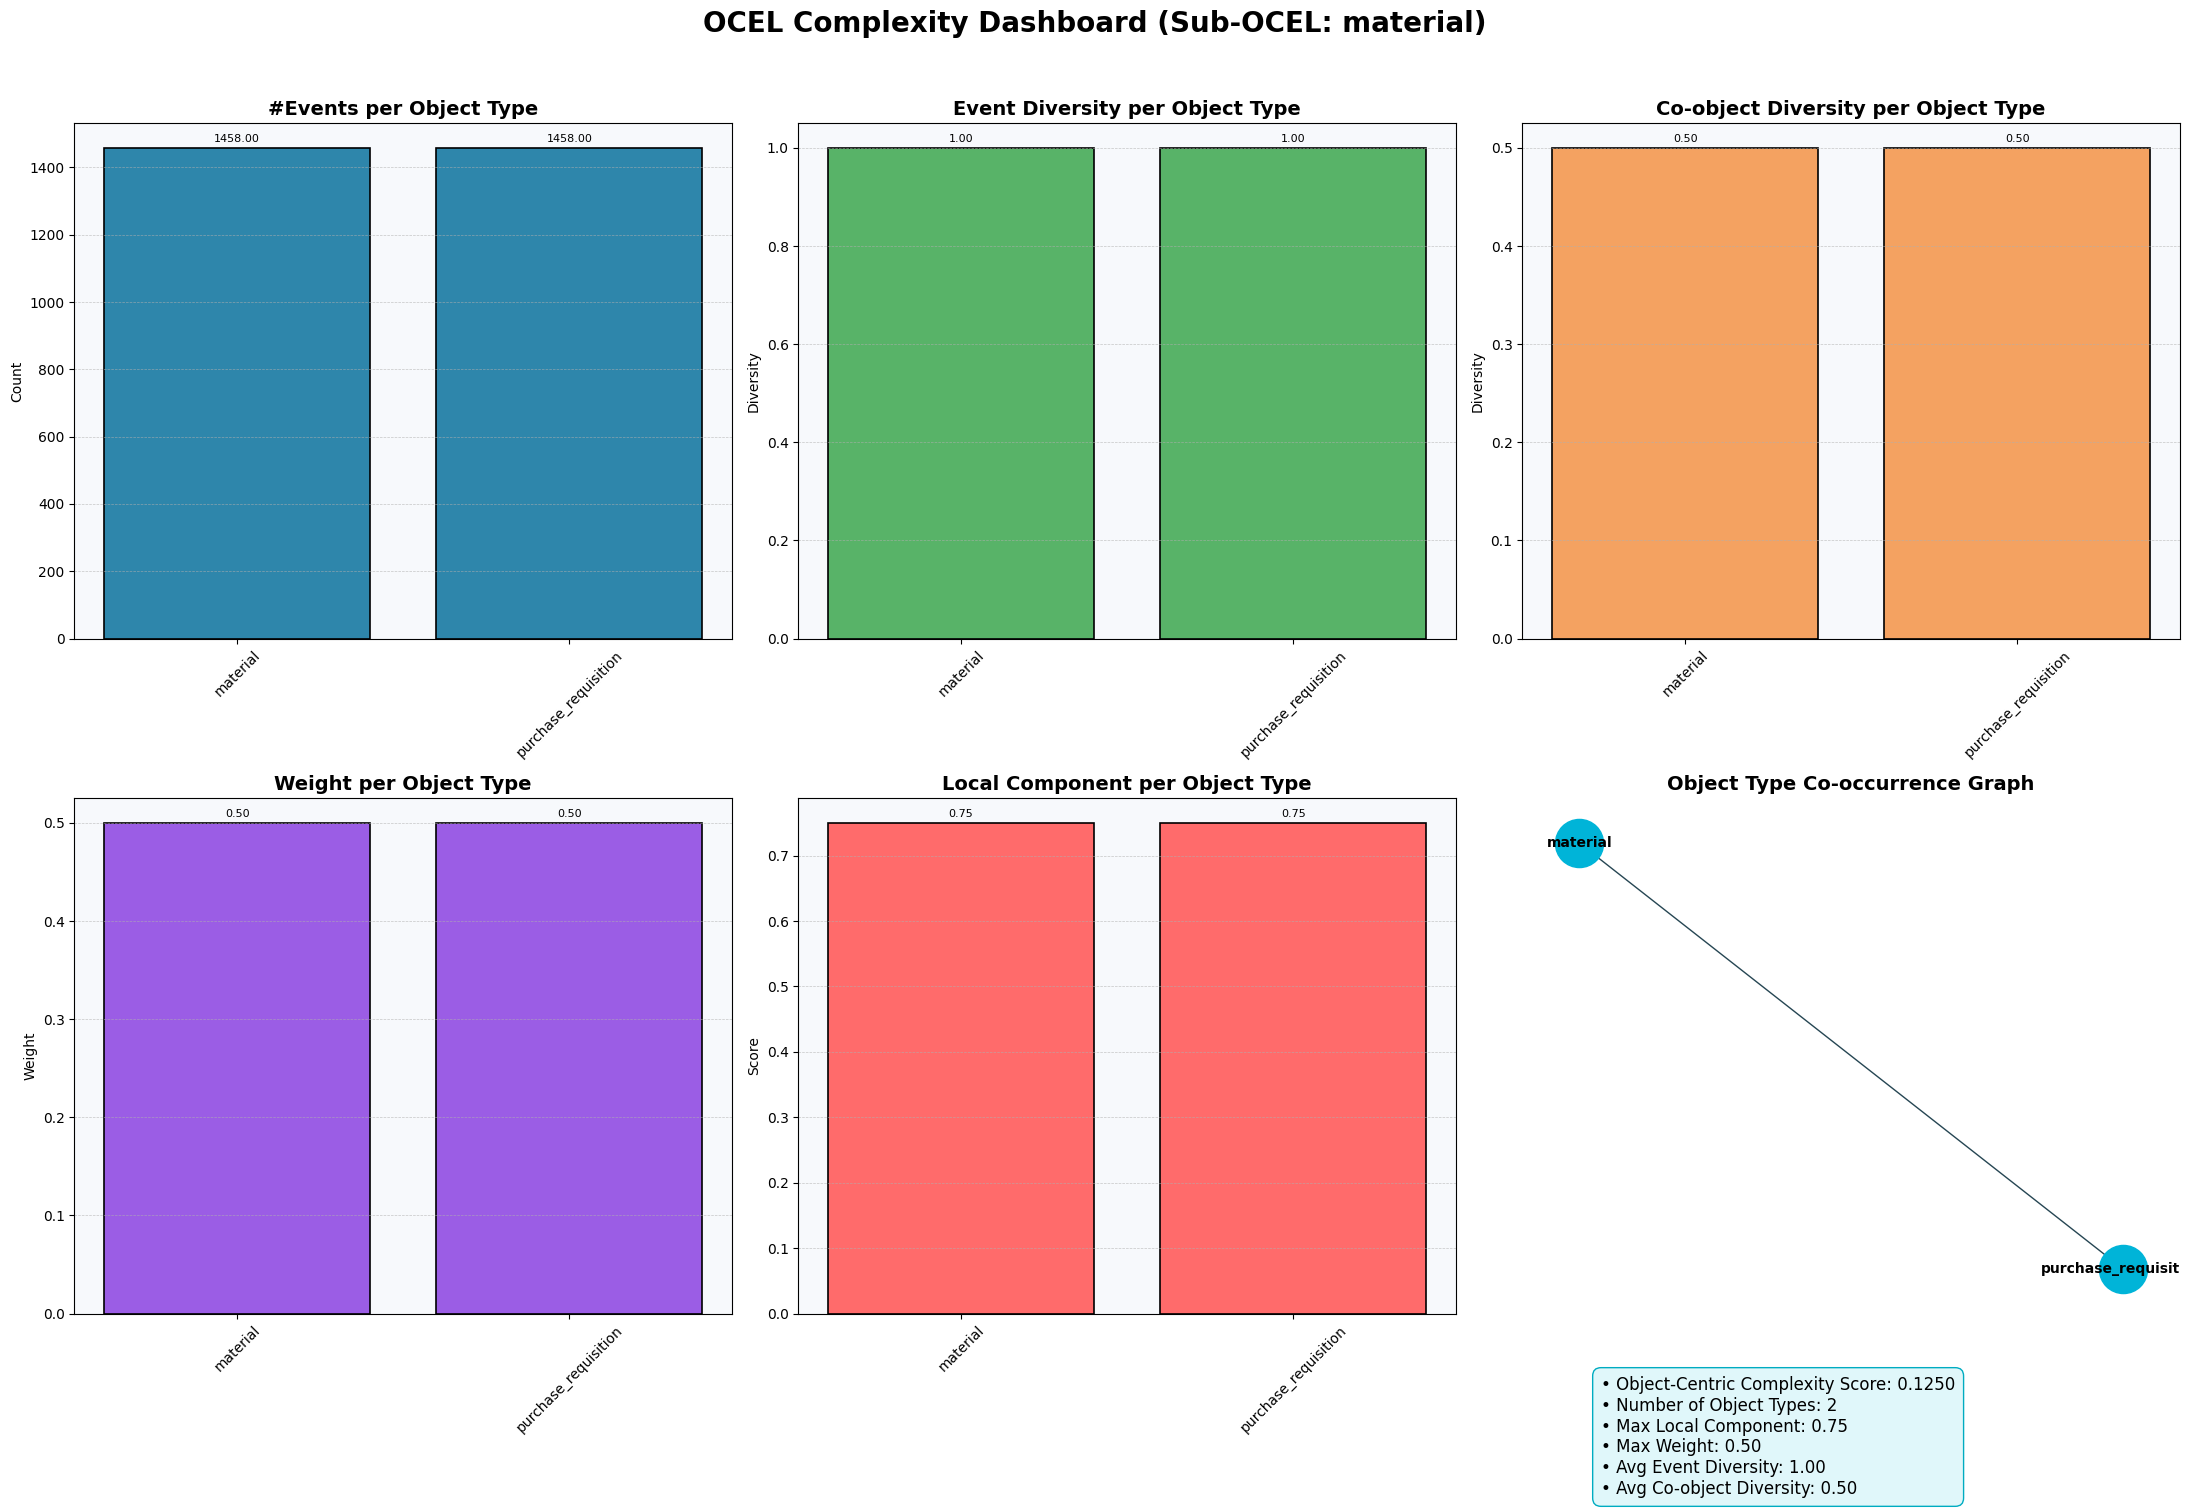 OCEL Complexity Dashboard (Sub-OCEL: material)
#Events per Object Type
1458.00 1458.00
1400
1200
1000
800
600
400
200
0
Count
material
purchase_requisition
Event Diversity per Object Type
1.00 1.00
1.0
0.8
0.6
0.4
0.2
0.0
Diversity
material
purchase_requisition
Co-object Diversity per Object Type
0.50 0.50
0.5
0.4
0.3
0.2
0.1
0.0
Diversity
material
purchase_requisition
Weight per Object Type
0.50 0.50
0.5
0.4
0.3
0.2
0.1
0.0
Weight
material
purchase_requisition
Local Component per Object Type
0.75 0.75
0.7
0.6
0.5
0.4
0.3
0.2
0.1
0.0
Score
material
purchase_requisition
Object Type Co-occurrence Graph
material
purchase_requisit
• Object-Centric Complexity Score: 0.1250
• Number of Object Types: 2
• Max Local Component: 0.75
• Max Weight: 0.50
• Avg Event Diversity: 1.00
• Avg Co-object Diversity: 0.50